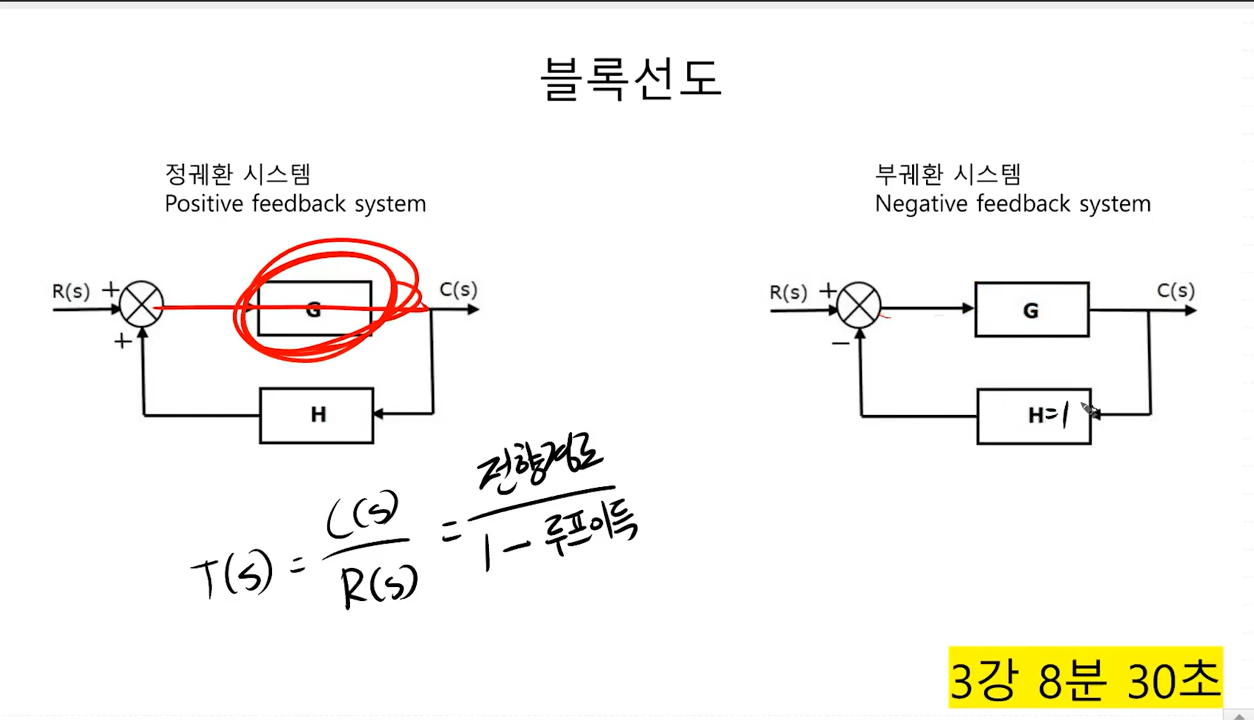 블록선도
정궤환 시스템
Positive feedback system
R(s) +
+
G
C(s)
H
부궤환 시스템
Negative feedback system
R(s) +
−
G
C(s)
H=1
T(s) = C(s) / R(s) = 전향경로 / 1 − 루프이득
3강 8분 30초